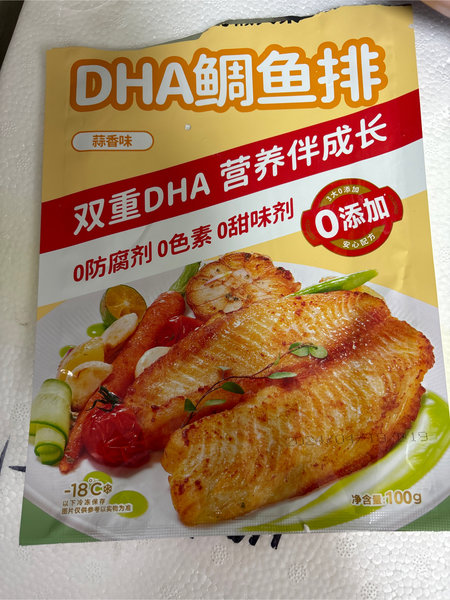 DHA鲷鱼排
蒜香味
双重DHA 营养伴成长
0防腐剂 0色素 0甜味剂
3大0添加
0添加
安心配方
-18℃
以下冷冻保存
图片仅供参考以实物为准
净含量:100g